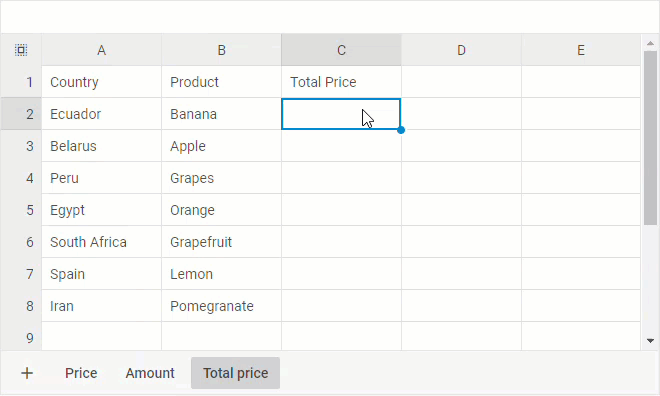 A B C D E
1 Country Product Total Price
2 Ecuador Banana
3 Belarus Apple
4 Peru Grapes
5 Egypt Orange
6 South Africa Grapefruit
7 Spain Lemon
8 Iran Pomegranate
9
+ Price Amount Total price